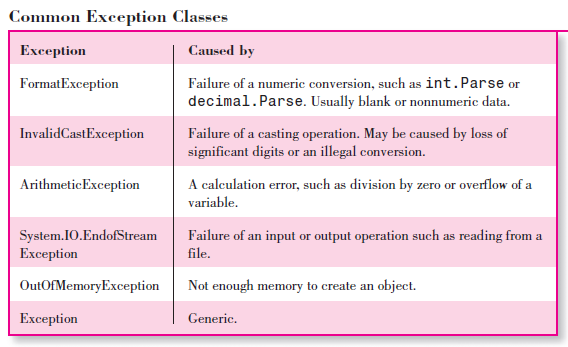 Common Exception Classes
Exception Caused by
FormatException Failure of a numeric conversion, such as int.Parse or
decimal.Parse. Usually blank or nonnumeric data.
InvalidCastException Failure of a casting operation. May be caused by loss of
significant digits or an illegal conversion.
ArithmeticException A calculation error, such as division by zero or overflow of a
variable.
System.IO.EndofStream Failure of an input or output operation such as reading from a
Exception file.
OutOfMemoryException Not enough memory to create an object.
Exception Generic.